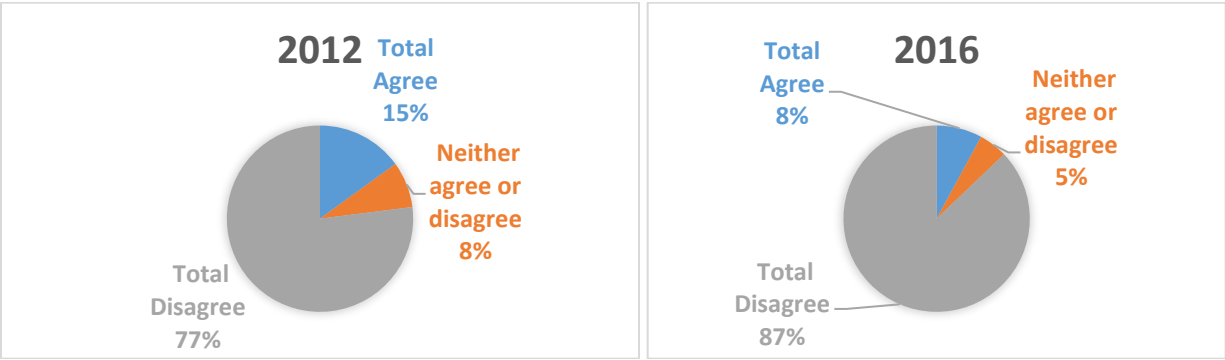 2012
Total
Agree
15%
Neither
agree or
disagree
8%
Total
Disagree
77%
2016
Total
Agree
8%
Neither
agree or
disagree
5%
Total
Disagree
87%